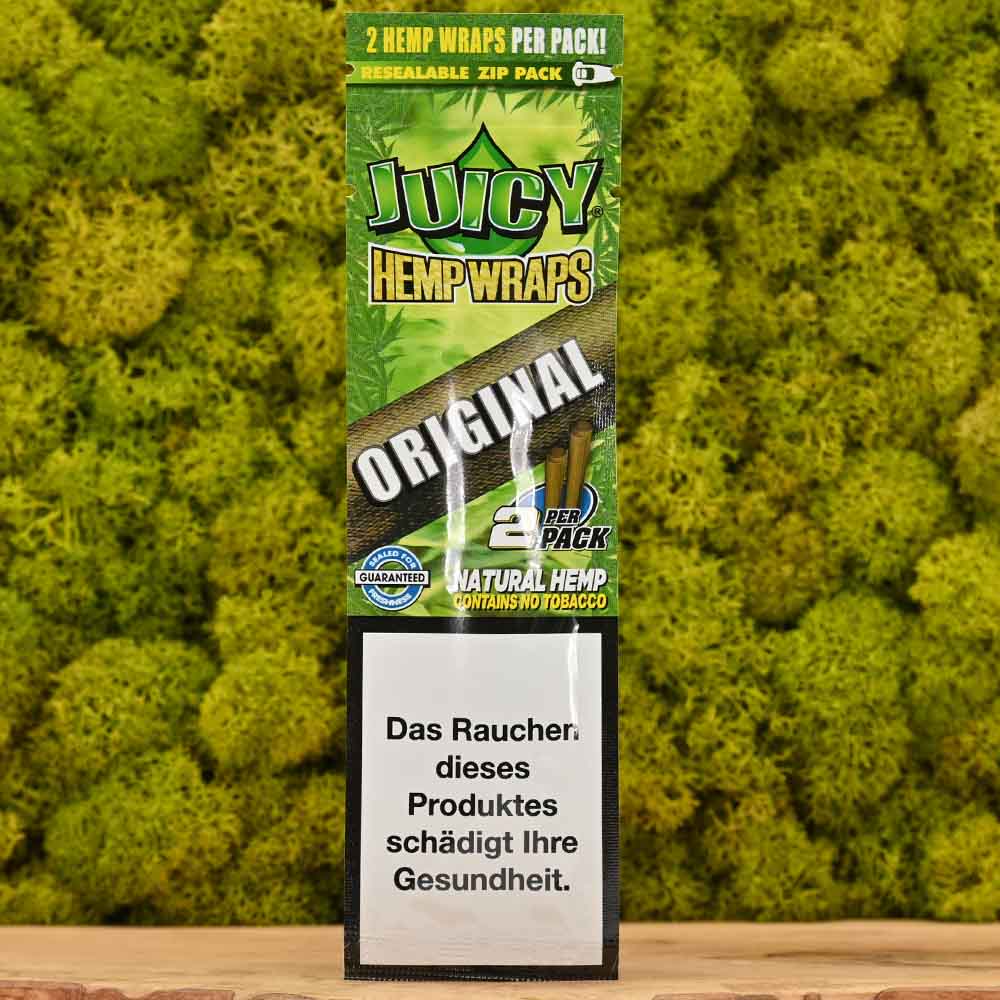 2 HEMP WRAPS PER PACK!
RESEALABLE ZIP PACK
JUICY®
HEMP WRAPS
ORIGINAL
2 PER PACK
SEALED FOR
GUARANTEED
FRESHNESS
NATURAL HEMP
CONTAINS NO TOBACCO
Das Rauchen
dieses
Produktes
schädigt Ihre
Gesundheit.